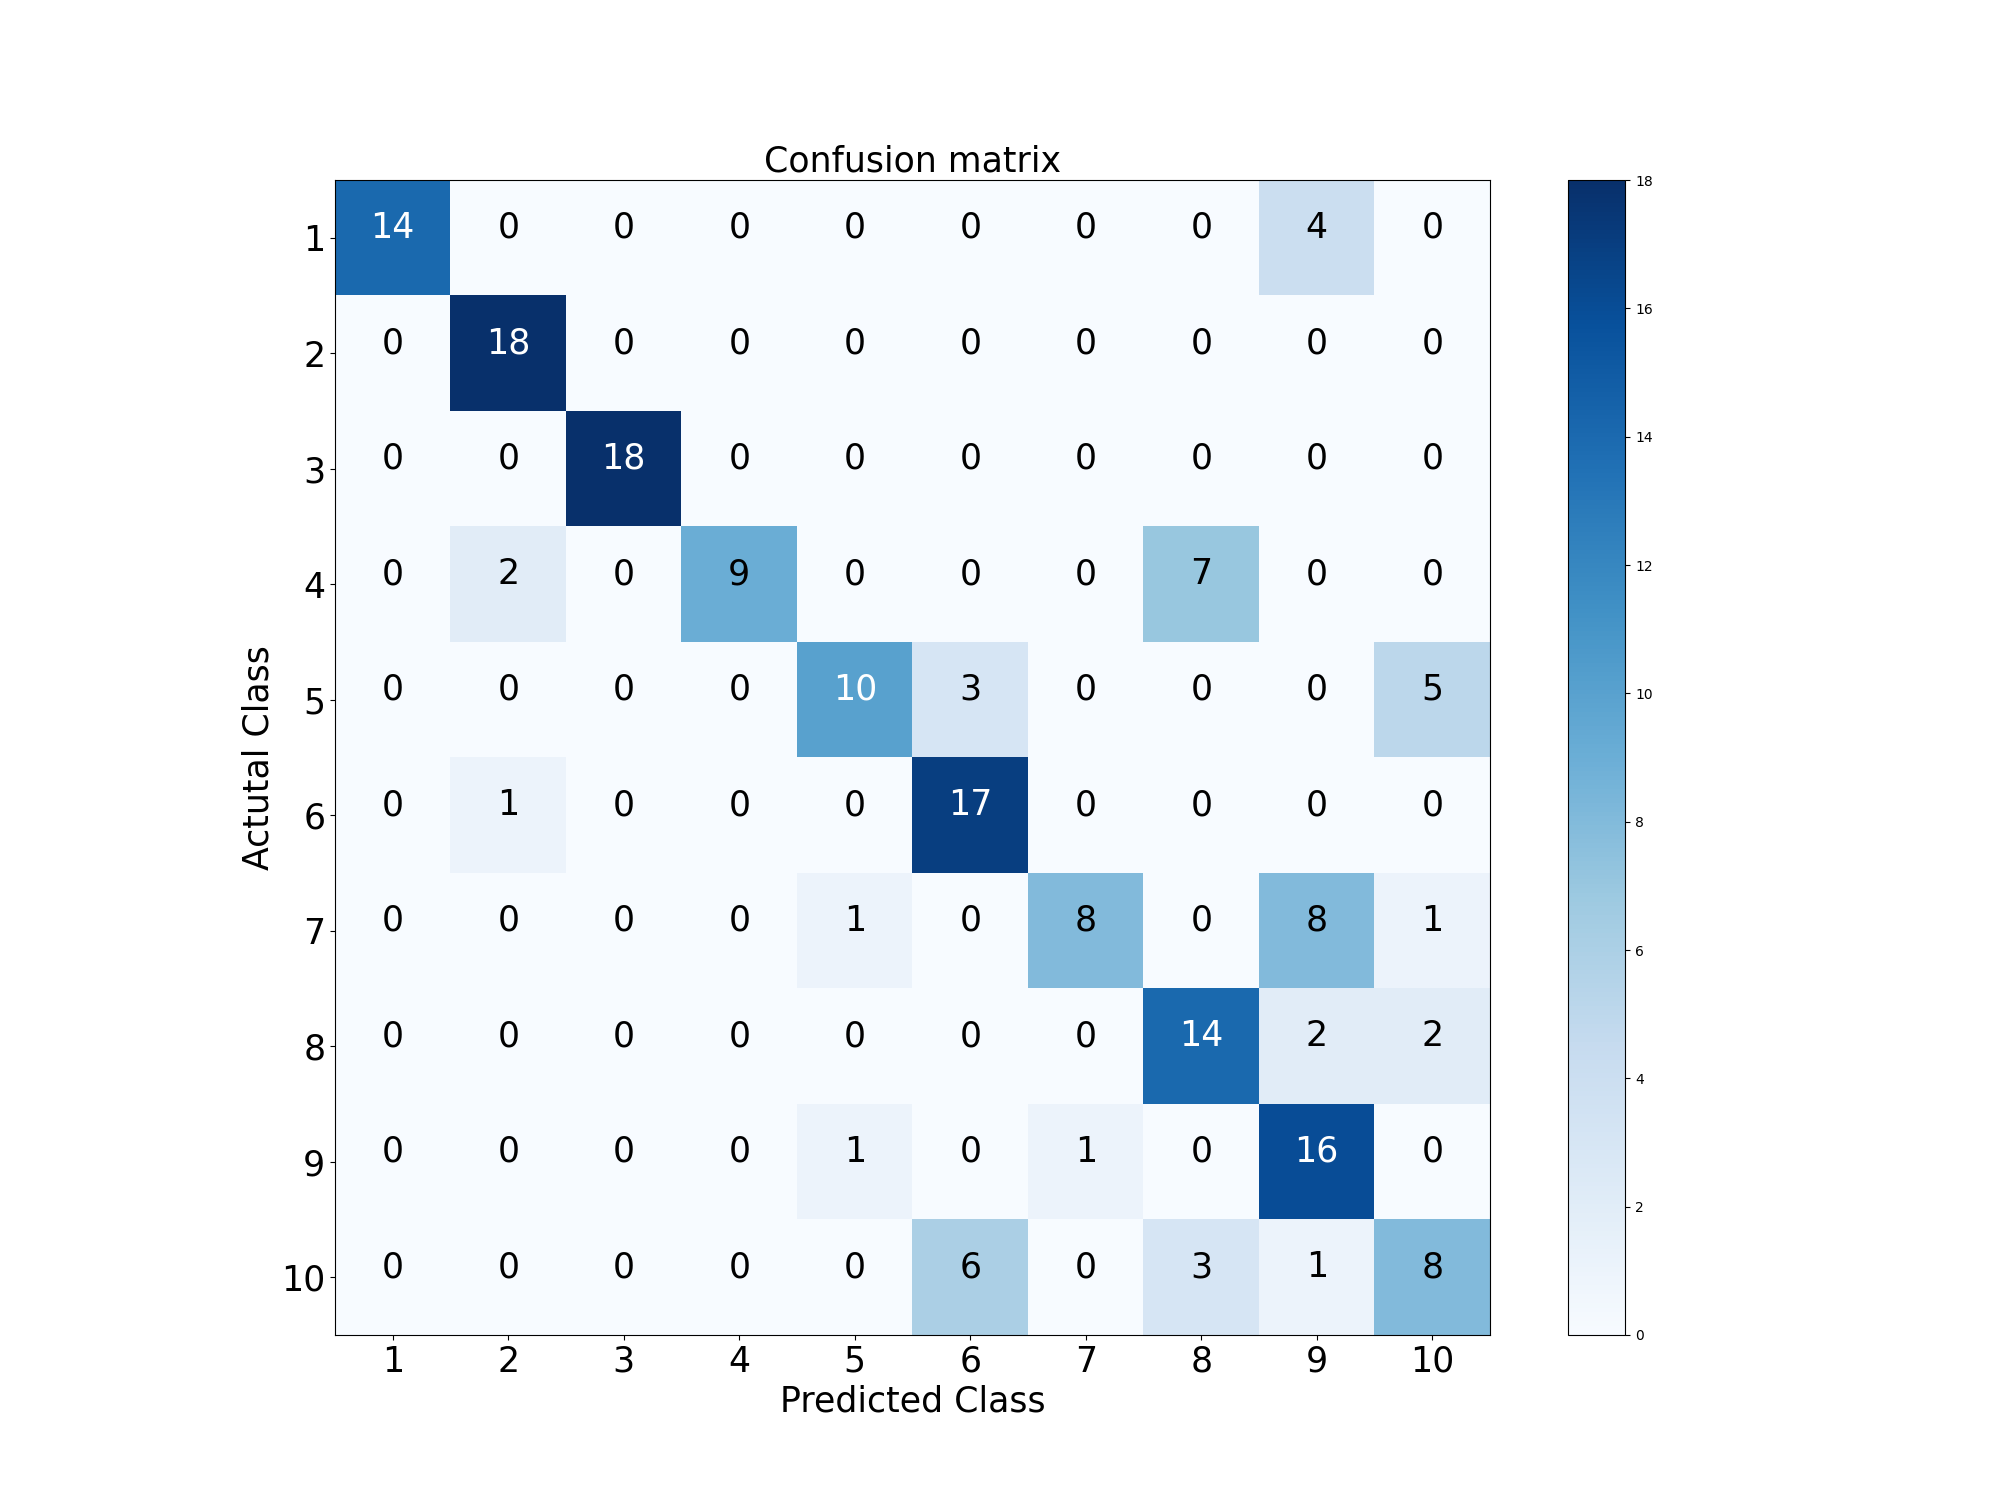 Confusion matrix
1 14 0 0 0 0 0 0 0 4 0
2 0 18 0 0 0 0 0 0 0 0
3 0 0 18 0 0 0 0 0 0 0
4 0 2 0 9 0 0 0 7 0 0
5 0 0 0 0 10 3 0 0 0 5
6 0 1 0 0 0 17 0 0 0 0
7 0 0 0 0 1 0 8 0 8 1
8 0 0 0 0 0 0 0 14 2 2
9 0 0 0 0 1 0 1 0 16 0
10 0 0 0 0 0 6 0 3 1 8
1 2 3 4 5 6 7 8 9 10
Predicted Class
Actutal Class
18
16
14
12
10
8
6
4
2
0